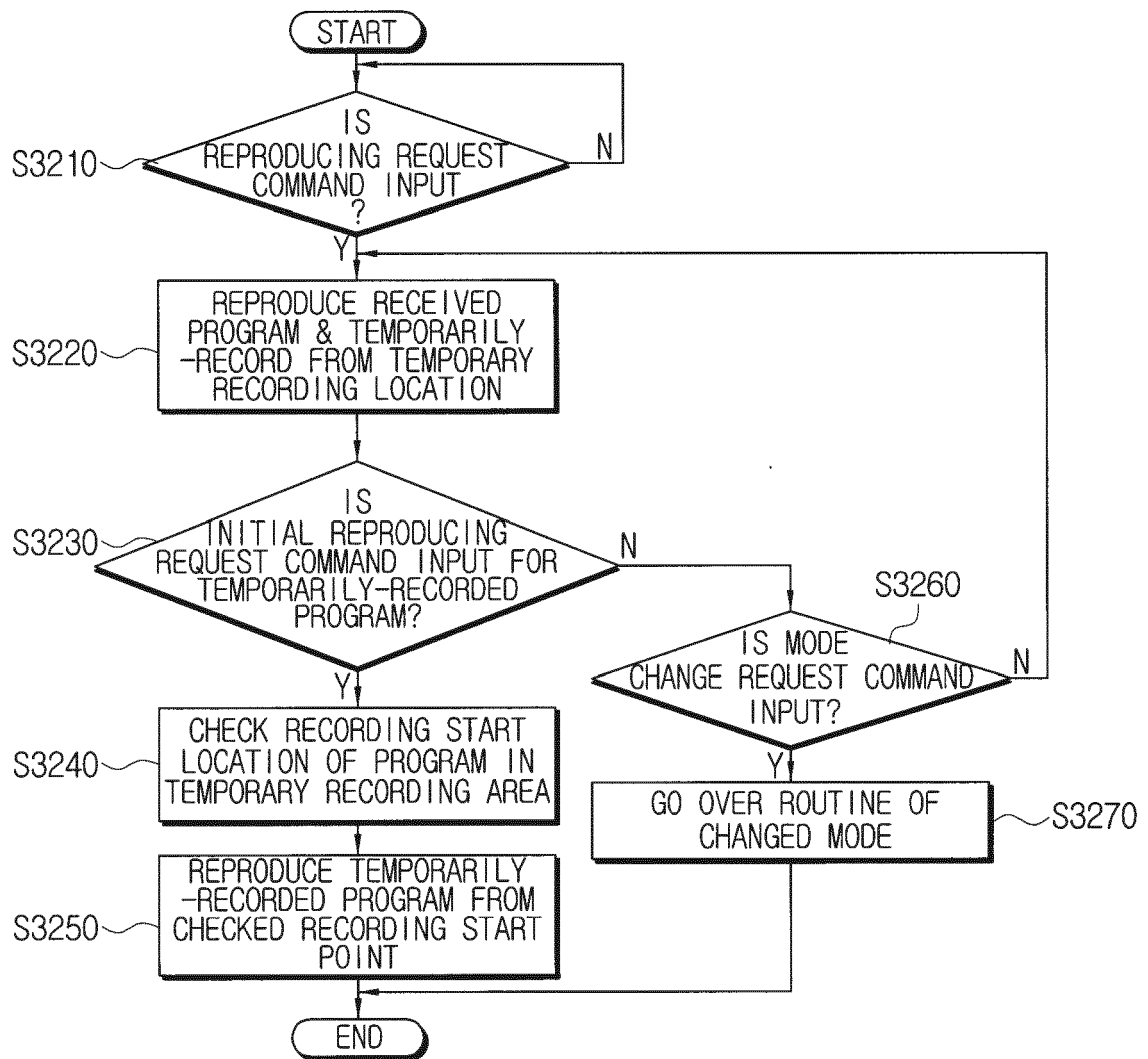 START
IS
REPRODUCING REQUEST
COMMAND INPUT
?
S3210
N
Y
REPRODUCE RECEIVED
PROGRAM & TEMPORARILY
-RECORD FROM TEMPORARY
RECORDING LOCATION
S3220
IS
INITIAL REPRODUCING
REQUEST COMMAND INPUT FOR
TEMPORARILY-RECORDED
PROGRAM?
S3230
N
Y
S3260
IS MODE
CHANGE REQUEST COMMAND
INPUT?
N
Y
CHECK RECORDING START
LOCATION OF PROGRAM IN
TEMPORARY RECORDING AREA
S3240
GO OVER ROUTINE OF
CHANGED MODE
S3270
REPRODUCE TEMPORARILY
-RECORDED PROGRAM FROM
CHECKED RECORDING START
POINT
S3250
END